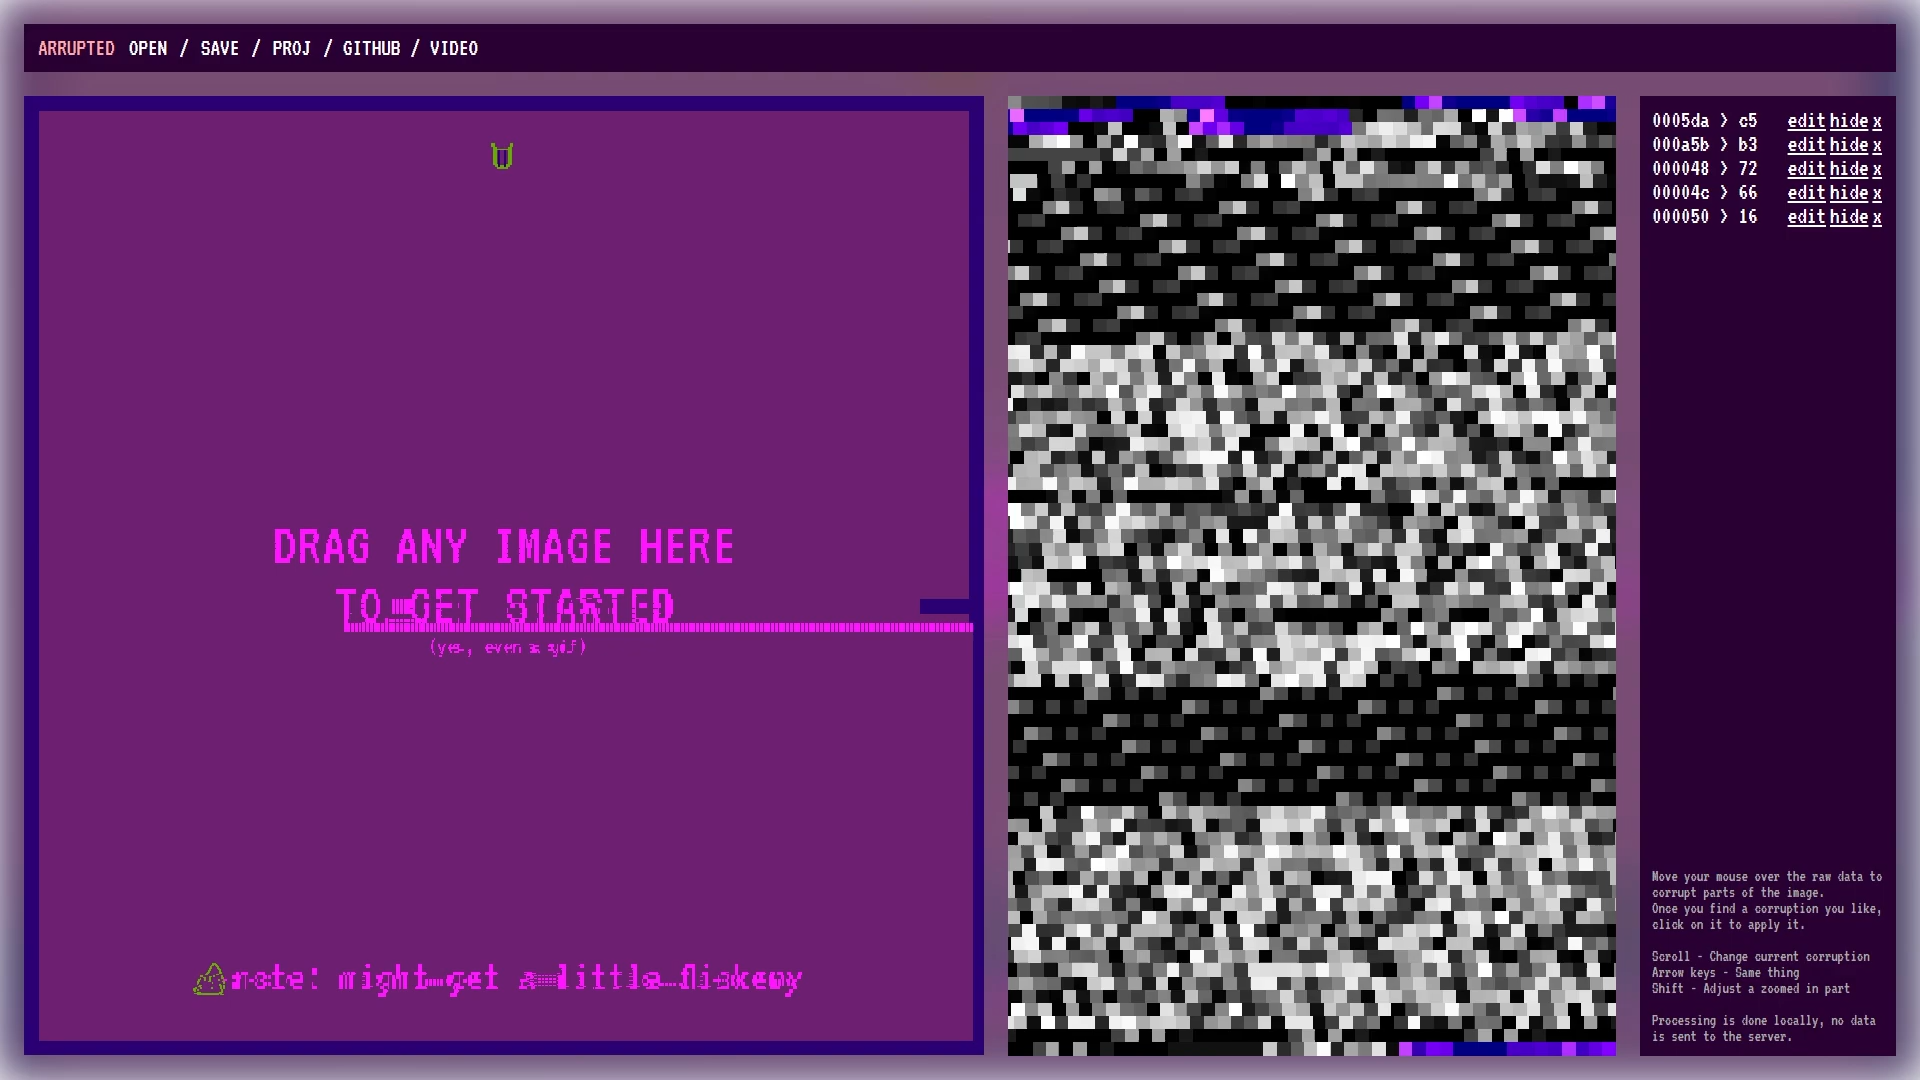 ARRUPTED OPEN / SAVE / PROJ / GITHUB / VIDEO
DRAG ANY IMAGE HERE
TO GET STARTED
(yes, even a gif)
note: might get a little flickery
0005da > c5 edit hide x
000a5b > b3 edit hide x
000048 > 72 edit hide x
00004c > 66 edit hide x
000050 > 16 edit hide x
Move your mouse over the raw data to
corrupt parts of the image.
Once you find a corruption you like,
click on it to apply it.
Scroll - Change current corruption
Arrow keys - Same thing
Shift - Adjust a zoomed in part
Processing is done locally, no data
is sent to the server.